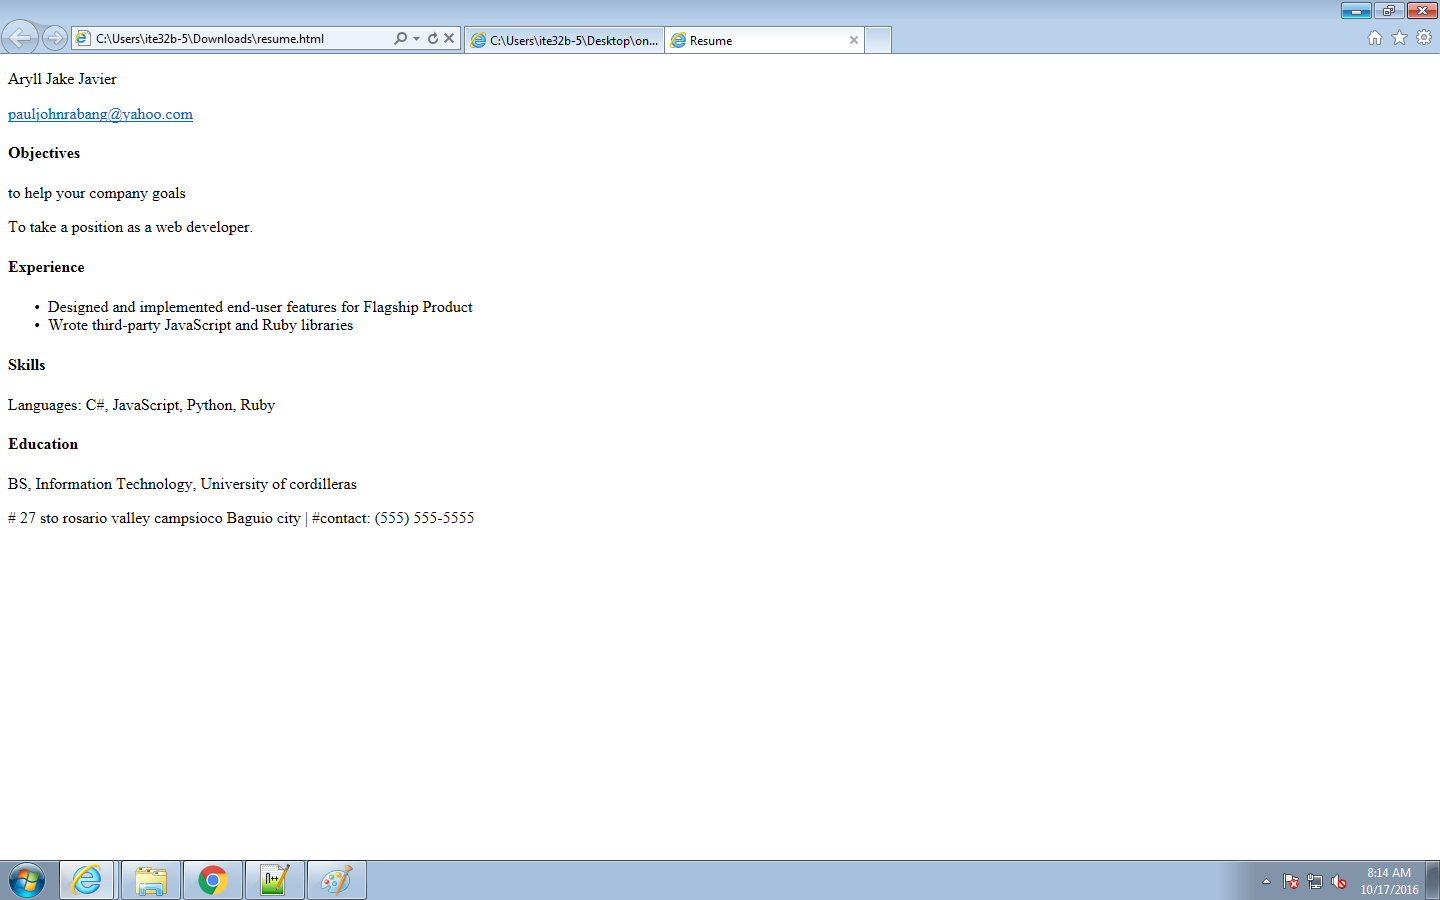 C:\Users\ite32b-5\Downloads\resume.html
C:\Users\ite32b-5\Desktop\on...
Resume
Aryll Jake Javier
pauljohnrabang@yahoo.com
Objectives
to help your company goals
To take a position as a web developer.
Experience
• Designed and implemented end-user features for Flagship Product
• Wrote third-party JavaScript and Ruby libraries
Skills
Languages: C#, JavaScript, Python, Ruby
Education
BS, Information Technology, University of cordilleras
# 27 sto rosario valley campsioco Baguio city | #contact: (555) 555-5555
8:14 AM
10/17/2016